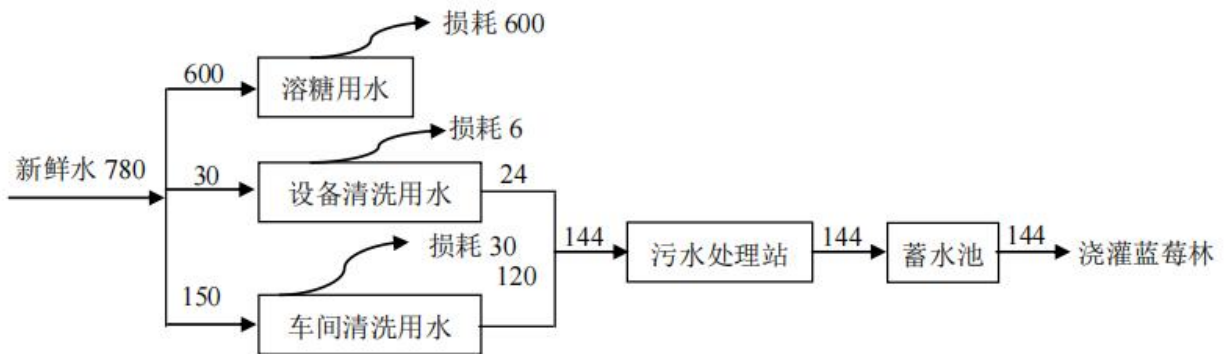 损耗 600
600
溶糖用水
损耗 6
新鲜水 780
30
设备清洗用水
24
损耗 30
144
污水处理站
144
蓄水池
144
浇灌蓝莓林
120
150
车间清洗用水